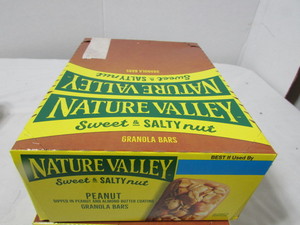 GRANOLA BARS
Sweet & SALTY nut
NATURE VALLEY
NATURE VALLEY
Sweet & SALTY nut
GRANOLA BARS
BEST If Used By
NATURE VALLEY
Sweet & SALTY nut
PEANUT
DIPPED IN PEANUT AND ALMOND BUTTER COATING
GRANOLA BARS